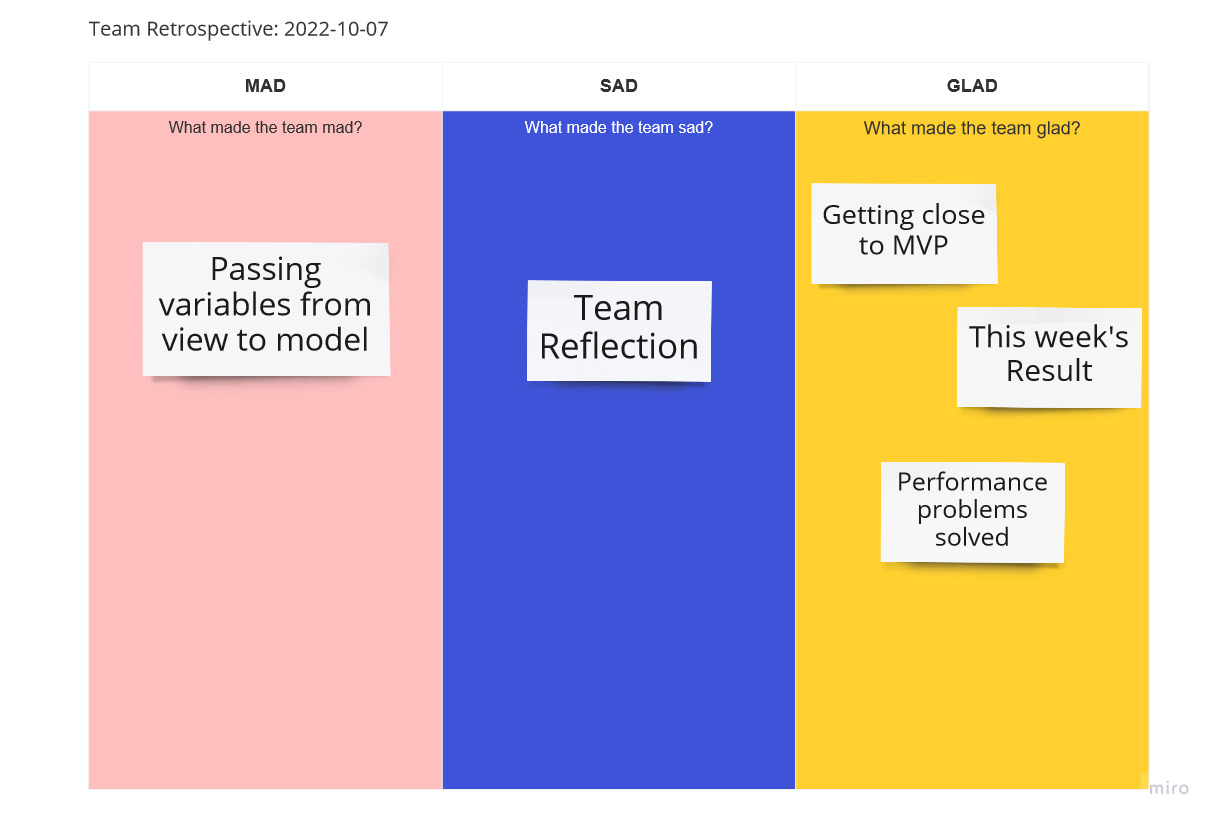 Team Retrospective: 2022-10-07
MAD
SAD
GLAD
What made the team mad?
What made the team sad?
What made the team glad?
Passing
variables from
view to model
Team
Reflection
Getting close
to MVP
This week's
Result
Performance
problems
solved
miro